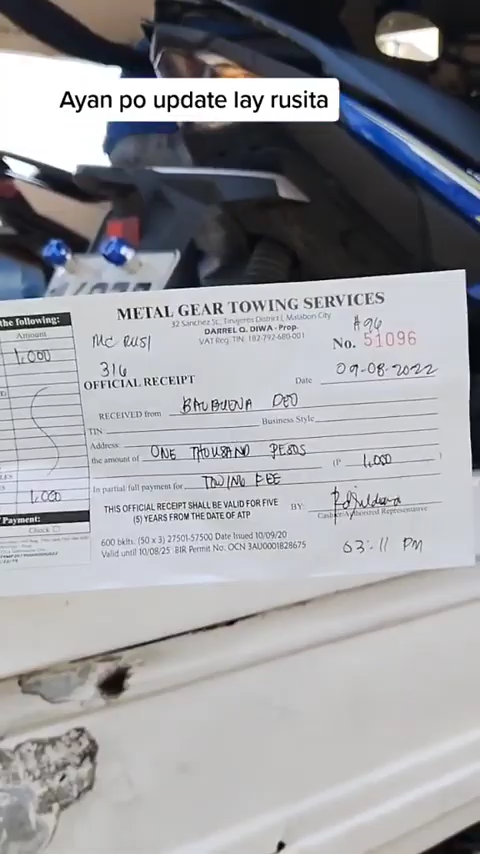 Ayan po update lay rusita
the following:
Amount
1,000
1,000
Payment:
Check
METAL GEAR TOWING SERVICES
32 Sanchez St., Tinajeros District I, Malabon City
DARREL Q. DIWA - Prop.
VAT Reg. TIN: 182-792-680-001
MC RUSI
#96
No. 51096
316
OFFICIAL RECEIPT
Date 09-08-2022
RECEIVED from BALBUENA DEO
TIN Business Style
Address
the amount of ONE THOUSAND PESOS
(P 1,000 )
In partial full payment for TOWING FEE
THIS OFFICIAL RECEIPT SHALL BE VALID FOR FIVE
(5) YEARS FROM THE DATE OF ATP
BY:
Cashier/Authorized Representative
600 bklts. (50 x 3) 27501-57500 Date Issued 10/09/20
Valid until 10/08/25 BIR Permit No. OCN 3AU0001828675
03:11 PM